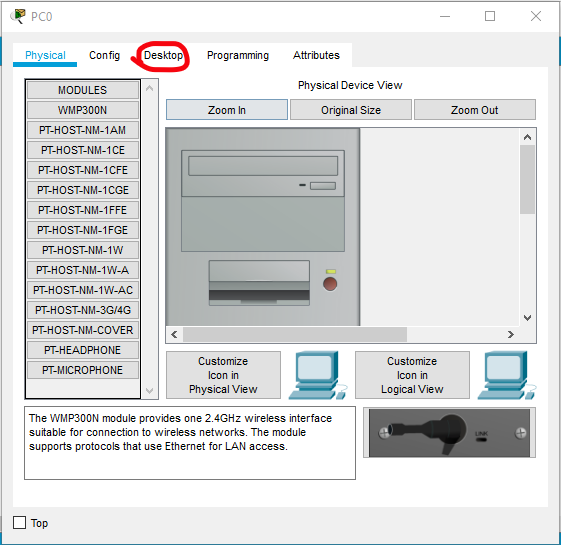 PC0
Physical
Config
Desktop
Programming
Attributes
MODULES
WMP300N
PT-HOST-NM-1AM
PT-HOST-NM-1CE
PT-HOST-NM-1CFE
PT-HOST-NM-1CGE
PT-HOST-NM-1FFE
PT-HOST-NM-1FGE
PT-HOST-NM-1W
PT-HOST-NM-1W-A
PT-HOST-NM-1W-AC
PT-HOST-NM-3G/4G
PT-HOST-NM-COVER
PT-HEADPHONE
PT-MICROPHONE
Physical Device View
Zoom In
Original Size
Zoom Out
Customize
Icon in
Physical View
Customize
Icon in
Logical View
The WMP300N module provides one 2.4GHz wireless interface
suitable for connection to wireless networks. The module
supports protocols that use Ethernet for LAN access.
LINK
Top